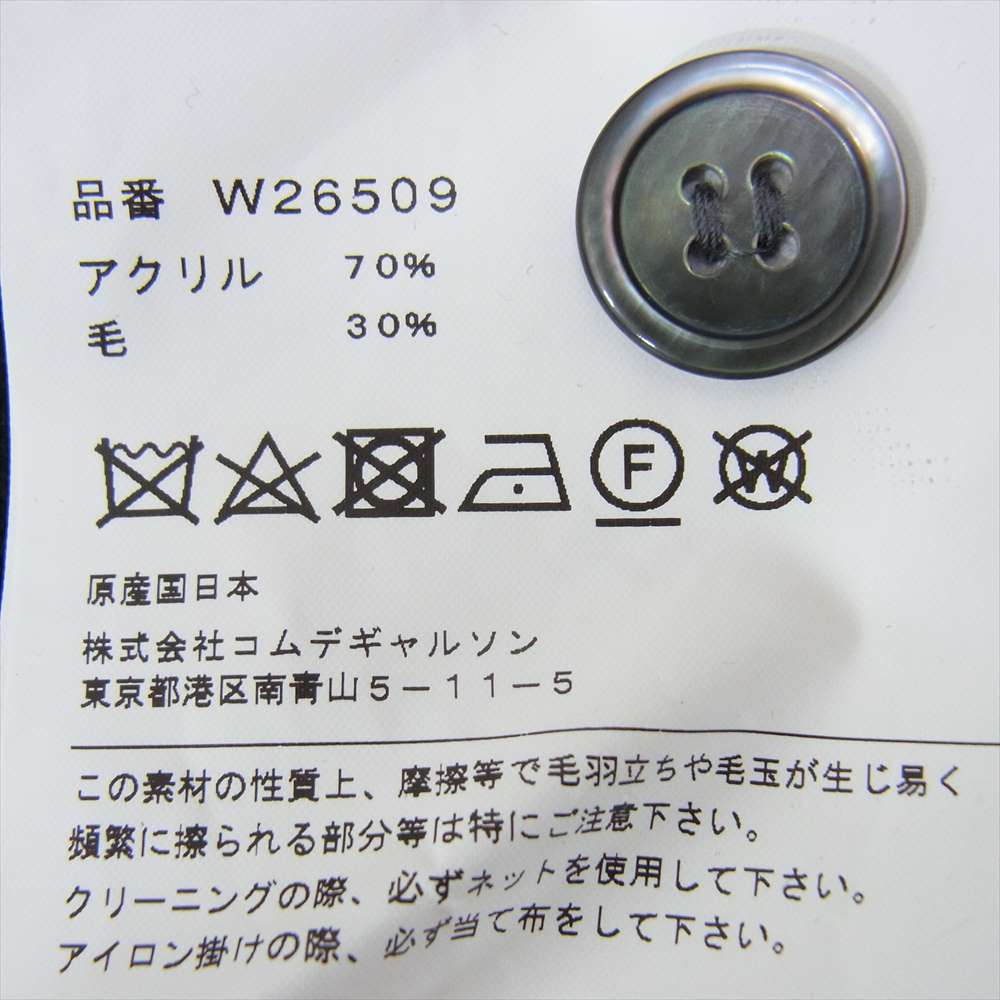 品番 W26509
アクリル 70%
毛 30%
F W
原産国日本
株式会社コムデギャルソン
東京都港区南青山5-11-5
この素材の性質上、摩擦等で毛羽立ちや毛玉が生じ易く
頻繁に擦られる部分等は特にご注意下さい。
クリーニングの際、必ずネットを使用して下さい。
アイロン掛けの際、必ず当て布をして下さい。